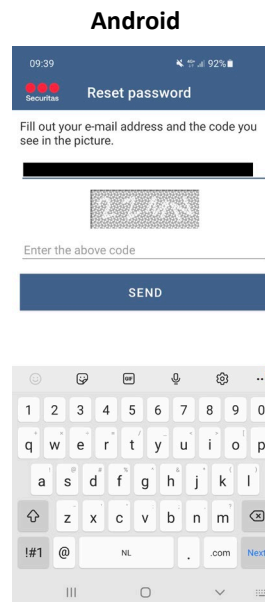 Android
09:39
92%
Securitas
Reset password
Fill out your e-mail address and the code you
see in the picture.
Enter the above code
SEND
GIF
1 2 3 4 5 6 7 8 9 0
q w e r t y u i o p
a s d f g h j k l
z x c v b n m
!#1 @ NL . .com Next